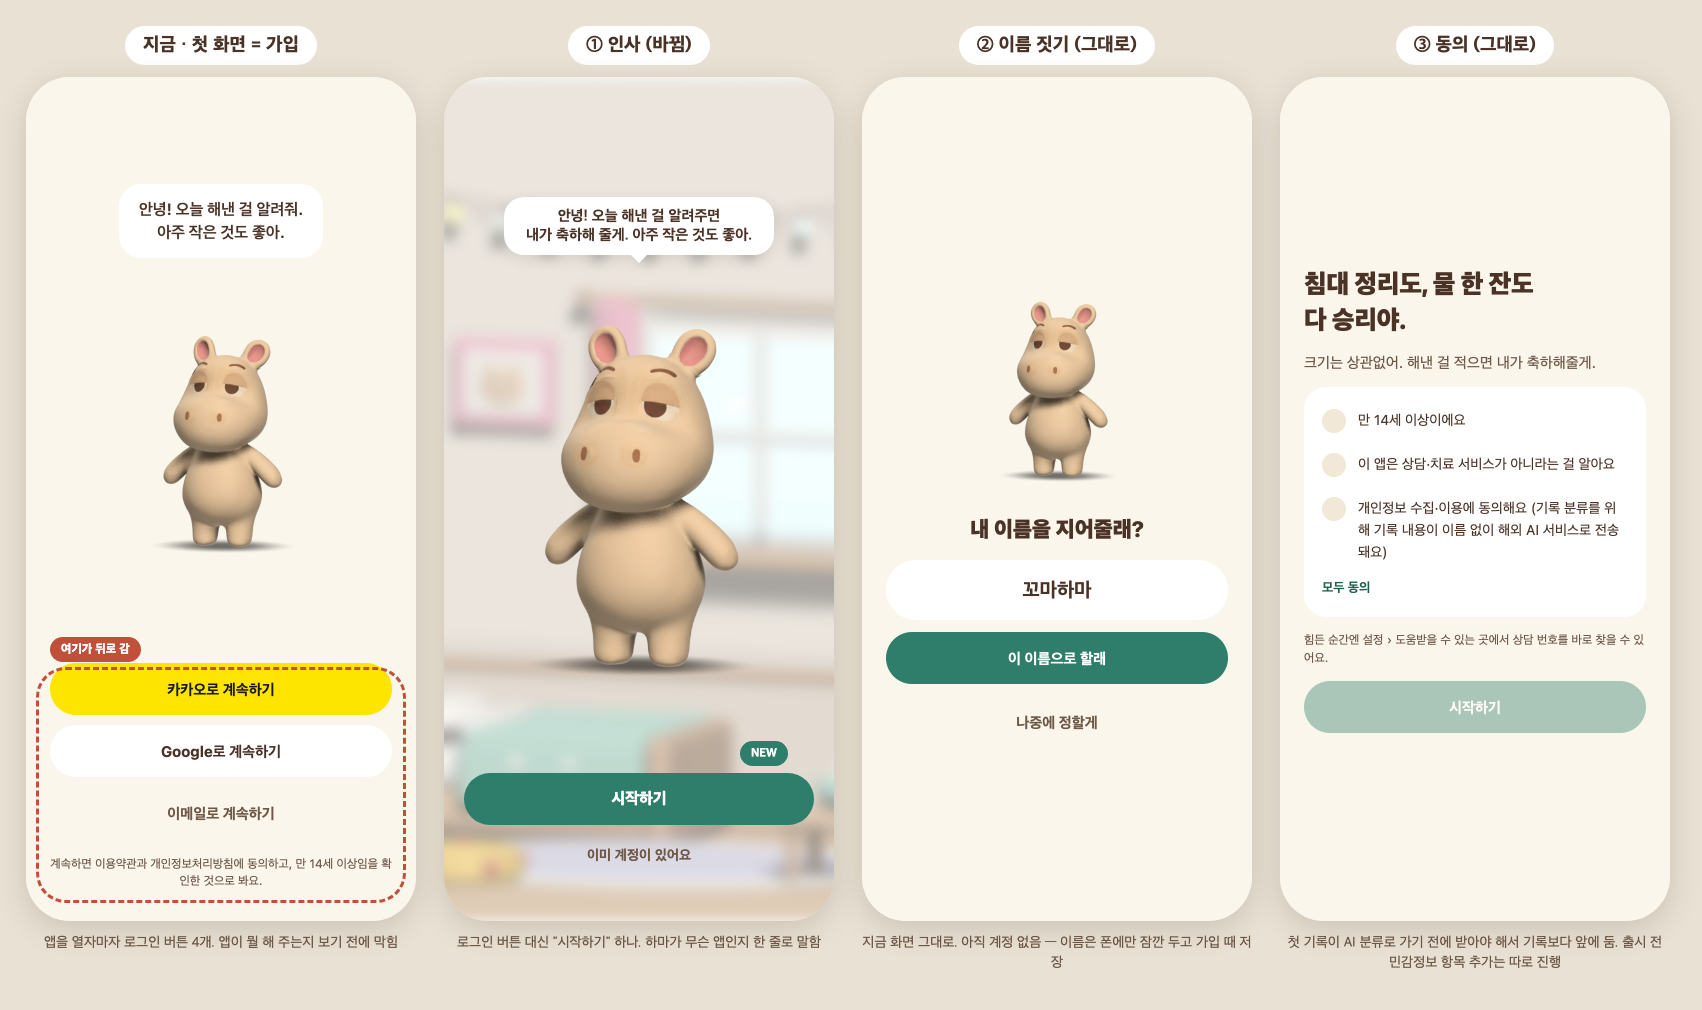 지금 · 첫 화면 = 가입
안녕! 오늘 해낸 걸 알려줘.
아주 작은 것도 좋아.
여기가 뒤로 감
카카오로 계속하기
Google로 계속하기
이메일로 계속하기
계속하면 이용약관과 개인정보처리방침에 동의하고, 만 14세 이상임을 확
인한 것으로 봐요.
앱을 열자마자 로그인 버튼 4개. 앱이 뭘 해 주는지 보기 전에 막힘
① 인사 (바뀜)
안녕! 오늘 해낸 걸 알려주면
내가 축하해 줄게. 아주 작은 것도 좋아.
NEW
시작하기
이미 계정이 있어요
로그인 버튼 대신 "시작하기" 하나. 하마가 무슨 앱인지 한 줄로 말함
② 이름 짓기 (그대로)
내 이름을 지어줄래?
꼬마하마
이 이름으로 할래
나중에 정할게
지금 화면 그대로. 아직 계정 없음 — 이름은 폰에만 잠깐 두고 가입 때 저
장
③ 동의 (그대로)
침대 정리도, 물 한 잔도
다 승리야.
크기는 상관없어. 해낸 걸 적으면 내가 축하해줄게.
만 14세 이상이에요
이 앱은 상담·치료 서비스가 아니라는 걸 알아요
개인정보 수집·이용에 동의해요 (기록 분류를 위
해 기록 내용이 이름 없이 해외 AI 서비스로 전송
돼요)
모두 동의
힘든 순간엔 설정 › 도움받을 수 있는 곳에서 상담 번호를 바로 찾을 수 있
어요.
시작하기
첫 기록이 AI 분류로 가기 전에 받아야 해서 기록보다 앞에 둠. 출시 전
민감정보 항목 추가는 따로 진행